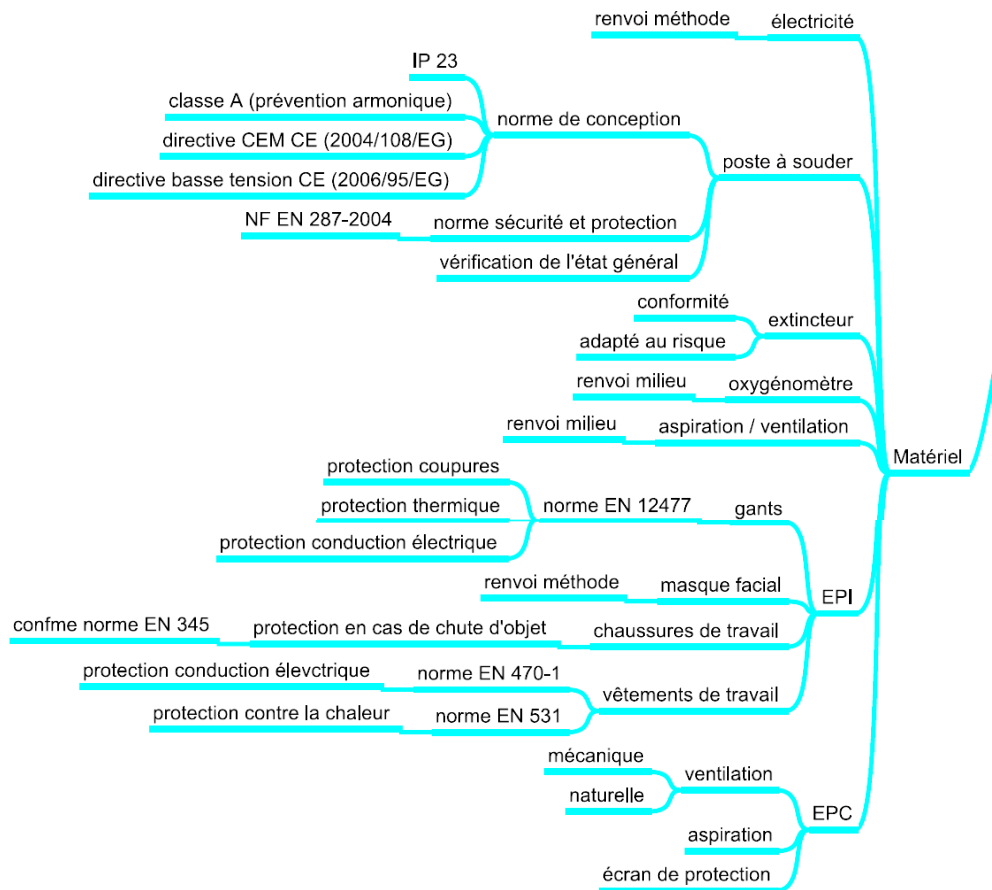 renvoi méthode
électricité
IP 23
classe A (prévention armonique)
norme de conception
directive CEM CE (2004/108/EG)
poste à souder
directive basse tension CE (2006/95/EG)
NF EN 287-2004
norme sécurité et protection
vérification de l'état général
conformité
extincteur
adapté au risque
renvoi milieu
oxygénomètre
renvoi milieu
aspiration / ventilation
Matériel
protection coupures
protection thermique
norme EN 12477
gants
protection conduction électrique
renvoi méthode
masque facial
EPI
confme norme EN 345
protection en cas de chute d'objet
chaussures de travail
protection conduction élevctrique
norme EN 470-1
vêtements de travail
protection contre la chaleur
norme EN 531
mécanique
ventilation
naturelle
EPC
aspiration
écran de protection